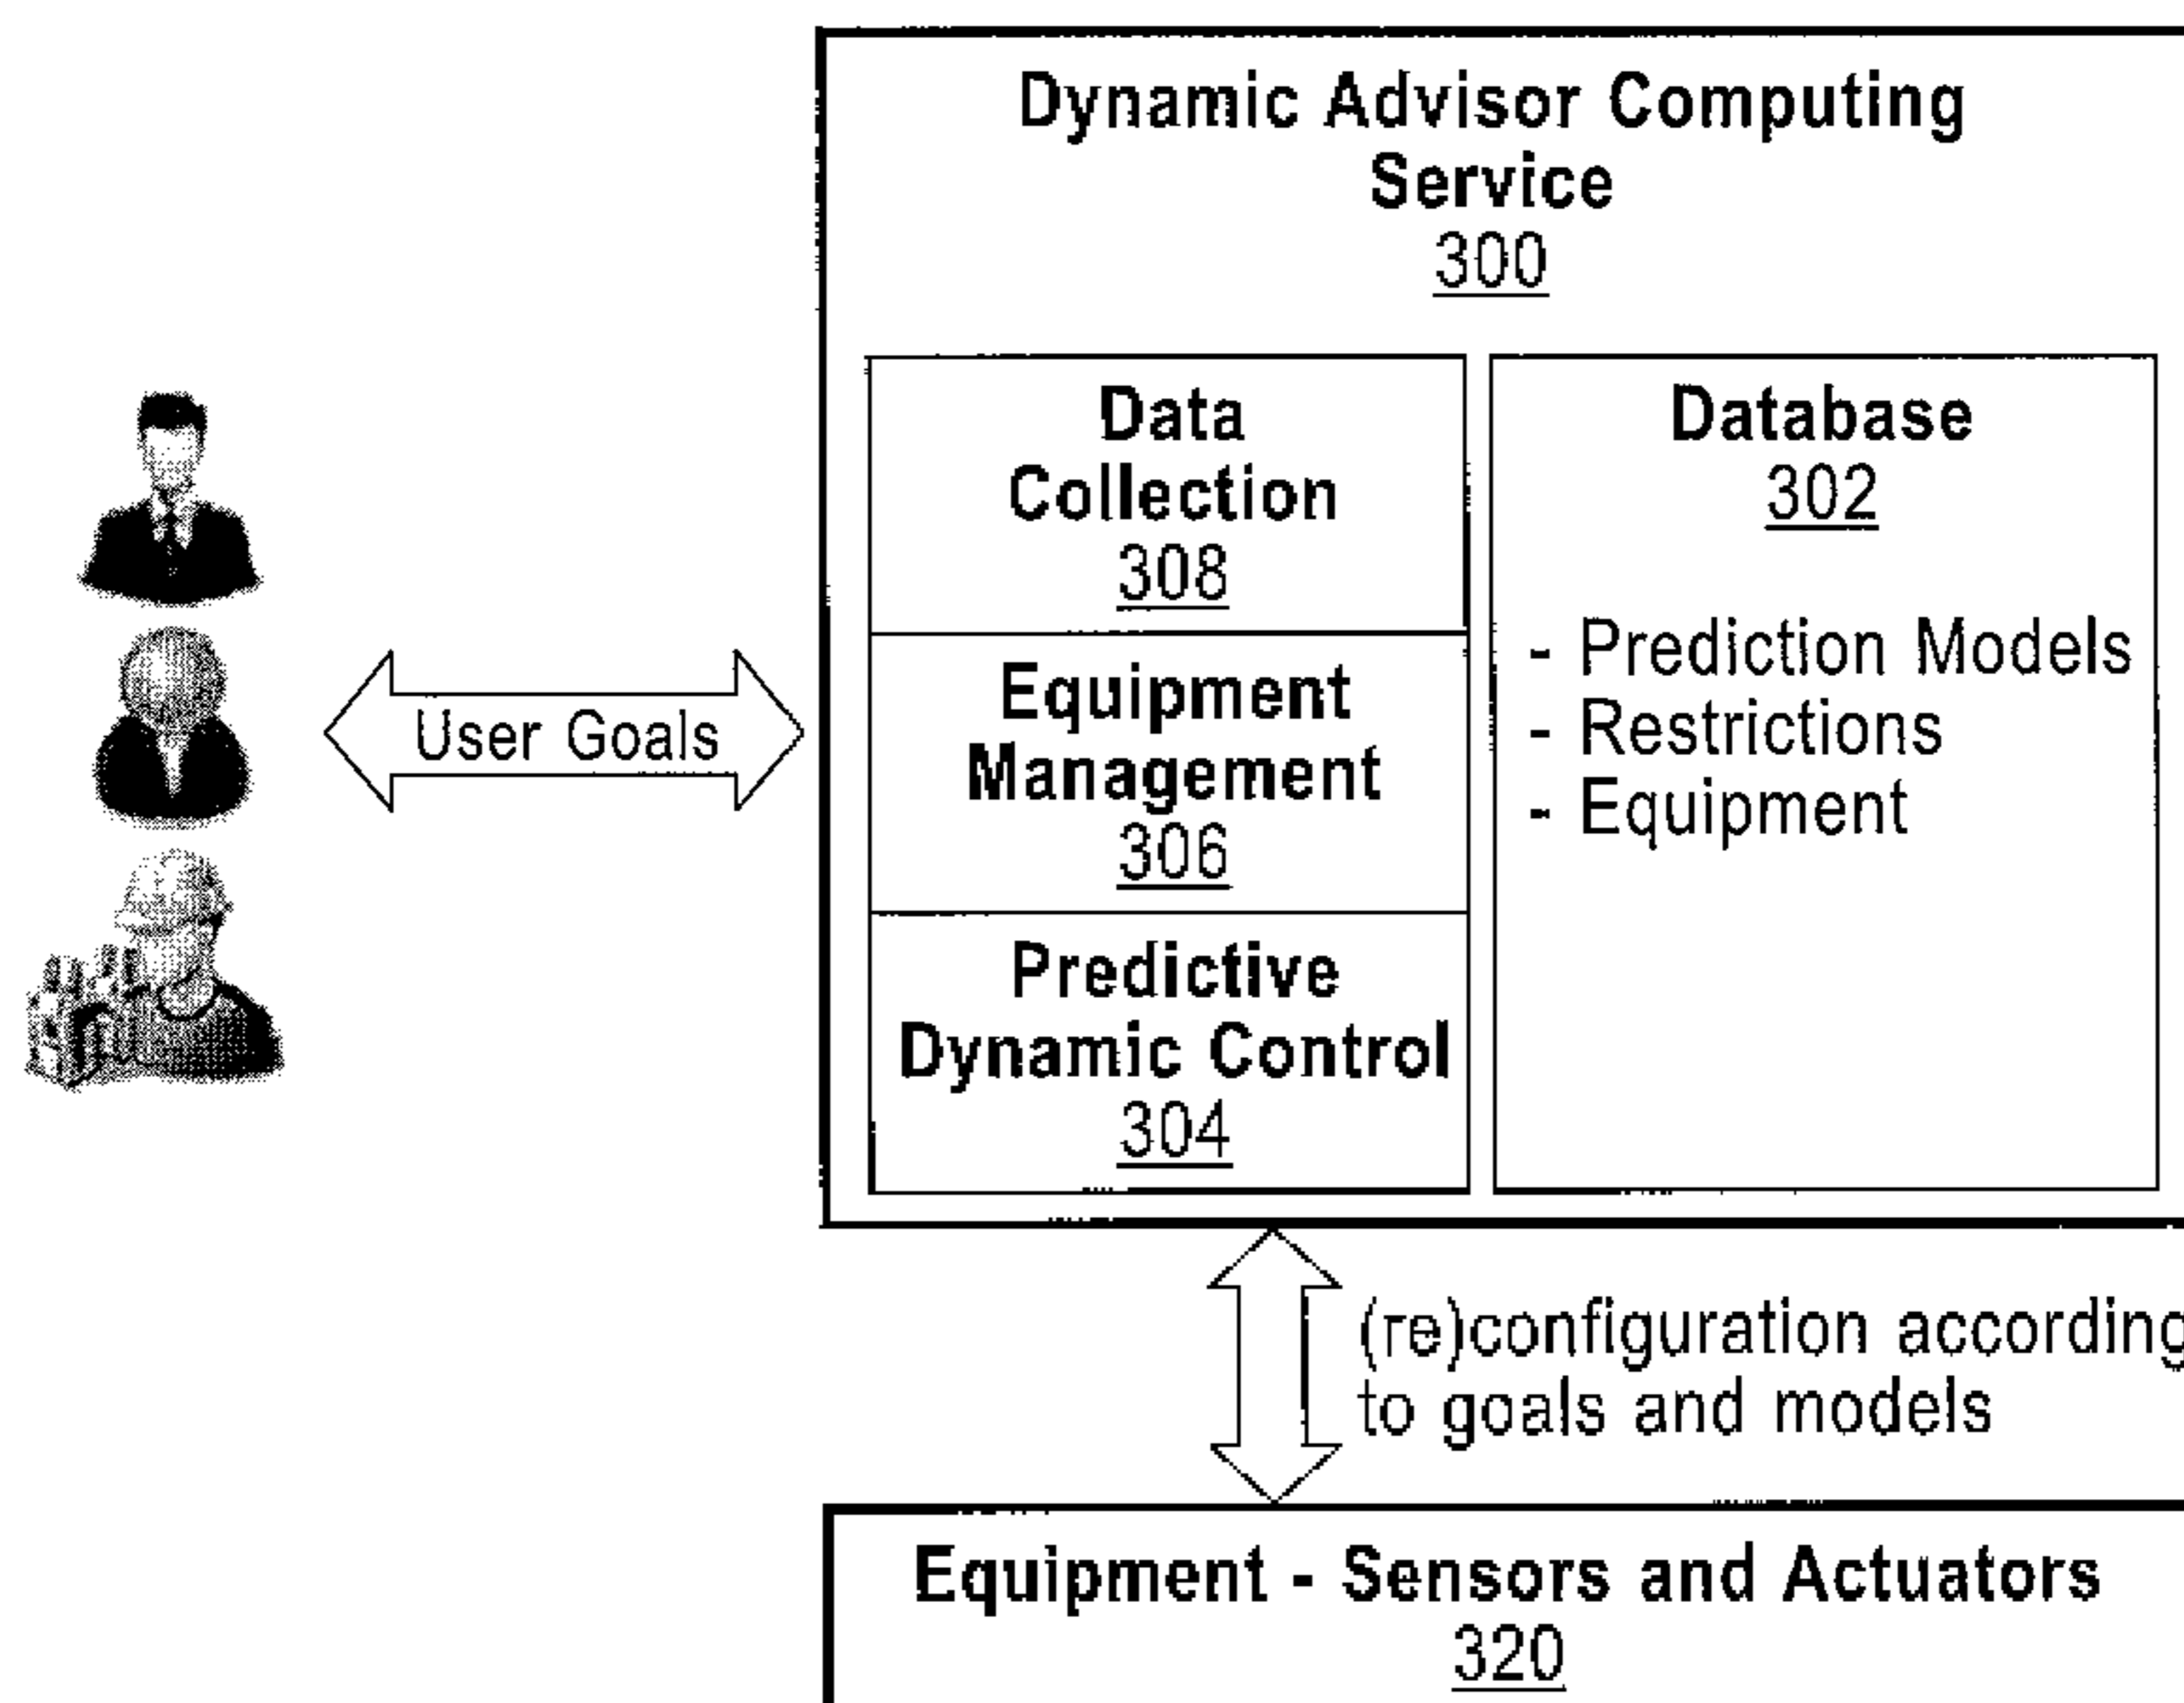 Dynamic Advisor Computing
Service
300
Data
Collection
308
Equipment
Management
306
Predictive
Dynamic Control
304
Database
302
- Prediction Models
- Restrictions
- Equipment
User Goals
(re)configuration according
to goals and models
Equipment - Sensors and Actuators
320